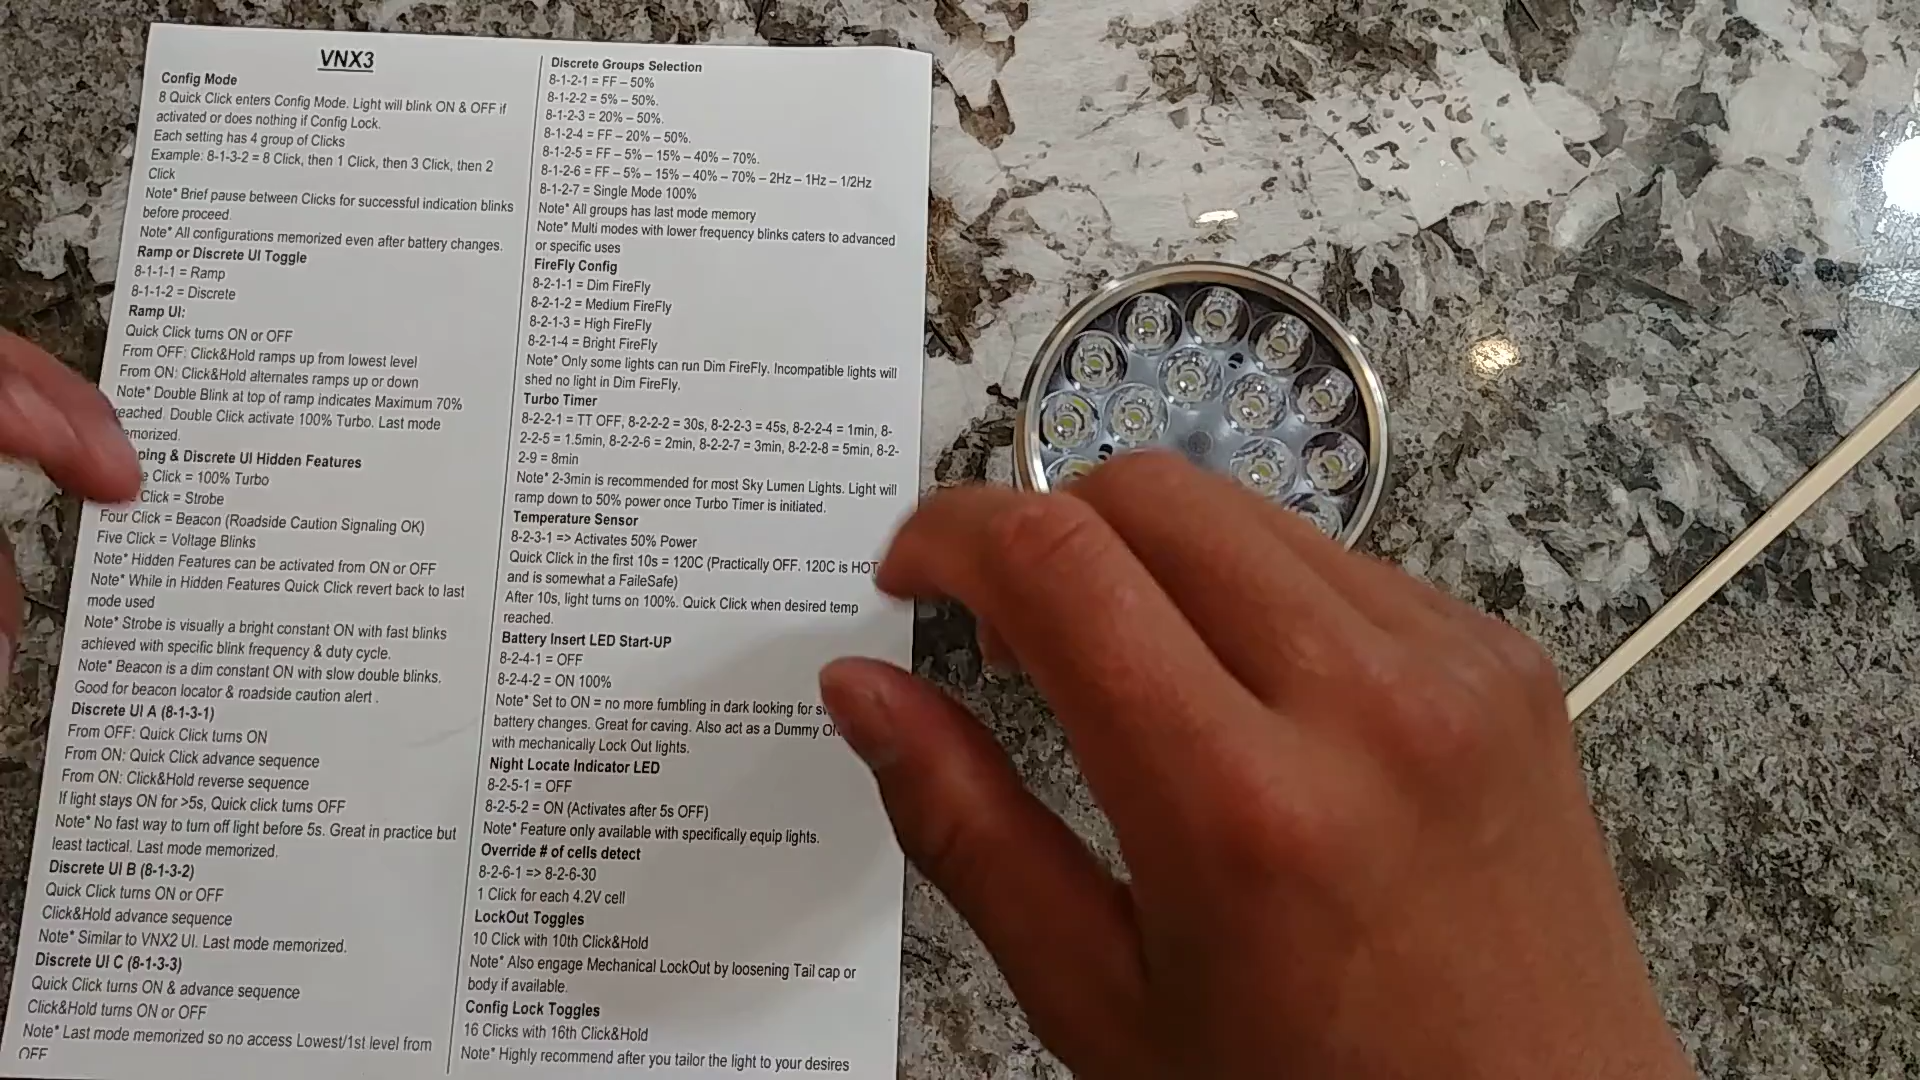 VNX3
Config Mode
8 Quick Click enters Config Mode. Light will blink ON & OFF if
activated or does nothing if Config Lock.
Each setting has 4 group of Clicks
Example: 8-1-3-2 = 8 Click, then 1 Click, then 3 Click, then 2
Click
Note* Brief pause between Clicks for successful indication blinks
before proceed.
Note* All configurations memorized even after battery changes.
Ramp or Discrete UI Toggle
8-1-1-1 = Ramp
8-1-1-2 = Discrete
Ramp UI:
Quick Click turns ON or OFF
From OFF: Click&Hold ramps up from lowest level
From ON: Click&Hold alternates ramps up or down
Note* Double Blink at top of ramp indicates Maximum 70%
reached. Double Click activate 100% Turbo. Last mode
emorized.
ping & Discrete UI Hidden Features
e Click = 100% Turbo
Click = Strobe
Four Click = Beacon (Roadside Caution Signaling OK)
Five Click = Voltage Blinks
Note* Hidden Features can be activated from ON or OFF
Note* While in Hidden Features Quick Click revert back to last
mode used
Note* Strobe is visually a bright constant ON with fast blinks
achieved with specific blink frequency & duty cycle.
Note* Beacon is a dim constant ON with slow double blinks.
Good for beacon locator & roadside caution alert .
Discrete UI A (8-1-3-1)
From OFF: Quick Click turns ON
From ON: Quick Click advance sequence
From ON: Click&Hold reverse sequence
If light stays ON for >5s, Quick click turns OFF
Note* No fast way to turn off light before 5s. Great in practice but
least tactical. Last mode memorized.
Discrete UI B (8-1-3-2)
Quick Click turns ON or OFF
Click&Hold advance sequence
Note* Similar to VNX2 UI. Last mode memorized.
Discrete UI C (8-1-3-3)
Quick Click turns ON & advance sequence
Click&Hold turns ON or OFF
Note* Last mode memorized so no access Lowest/1st level from
OFF
Discrete Groups Selection
8-1-2-1 = FF – 50%
8-1-2-2 = 5% – 50%.
8-1-2-3 = 20% – 50%.
8-1-2-4 = FF – 20% – 50%.
8-1-2-5 = FF – 5% – 15% – 40% – 70%.
8-1-2-6 = FF – 5% – 15% – 40% – 70% – 2Hz – 1Hz – 1/2Hz
8-1-2-7 = Single Mode 100%
Note* All groups has last mode memory
Note* Multi modes with lower frequency blinks caters to advanced
or specific uses
FireFly Config
8-2-1-1 = Dim FireFly
8-2-1-2 = Medium FireFly
8-2-1-3 = High FireFly
8-2-1-4 = Bright FireFly
Note* Only some lights can run Dim FireFly. Incompatible lights will
shed no light in Dim FireFly.
Turbo Timer
8-2-2-1 = TT OFF, 8-2-2-2 = 30s, 8-2-2-3 = 45s, 8-2-2-4 = 1min, 8-
2-2-5 = 1.5min, 8-2-2-6 = 2min, 8-2-2-7 = 3min, 8-2-2-8 = 5min, 8-2-
2-9 = 8min
Note* 2-3min is recommended for most Sky Lumen Lights. Light will
ramp down to 50% power once Turbo Timer is initiated.
Temperature Sensor
8-2-3-1 => Activates 50% Power
Quick Click in the first 10s = 120C (Practically OFF. 120C is HOT
and is somewhat a FaileSafe)
After 10s, light turns on 100%. Quick Click when desired temp
reached.
Battery Insert LED Start-UP
8-2-4-1 = OFF
8-2-4-2 = ON 100%
Note* Set to ON = no more fumbling in dark looking for
battery changes. Great for caving. Also act as a Dummy
with mechanically Lock Out lights.
Night Locate Indicator LED
8-2-5-1 = OFF
8-2-5-2 = ON (Activates after 5s OFF)
Note* Feature only available with specifically equip lights.
Override # of cells detect
8-2-6-1 => 8-2-6-30
1 Click for each 4.2V cell
LockOut Toggles
10 Click with 10th Click&Hold
Note* Also engage Mechanical LockOut by loosening Tail cap or
body if available.
Config Lock Toggles
16 Clicks with 16th Click&Hold
Note* Highly recommend after you tailor the light to your desires